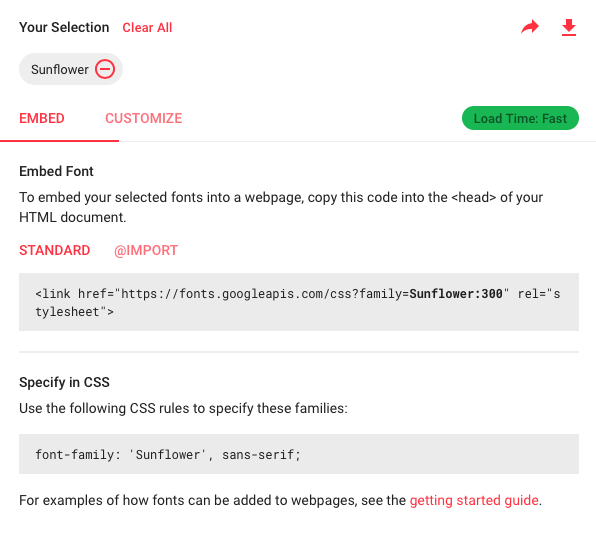 Your Selection Clear All
Sunflower
EMBED CUSTOMIZE Load Time: Fast
Embed Font
To embed your selected fonts into a webpage, copy this code into the <head> of your
HTML document.
STANDARD @IMPORT
<link href="https://fonts.googleapis.com/css?family=Sunflower:300" rel="s
tylesheet">
Specify in CSS
Use the following CSS rules to specify these families:
font-family: 'Sunflower', sans-serif;
For examples of how fonts can be added to webpages, see the getting started guide.